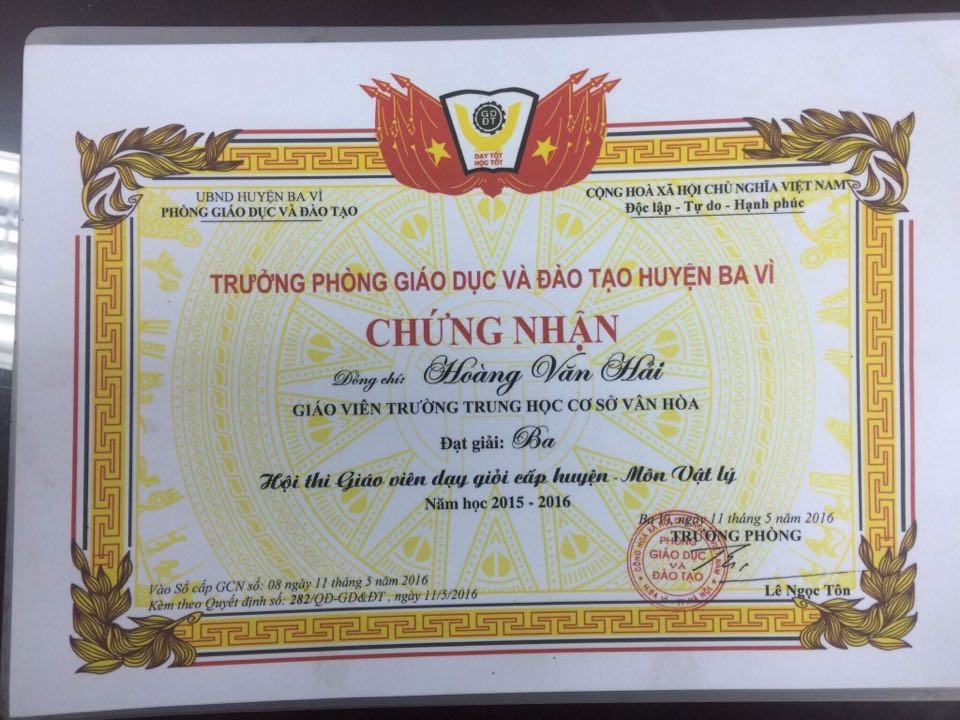 GD
ĐT
DẠY TỐT
HỌC TỐT
UBND HUYỆN BA VÌ
PHÒNG GIÁO DỤC VÀ ĐÀO TẠO
CỘNG HOÀ XÃ HỘI CHỦ NGHĨA VIỆT NAM
Độc lập - Tự do - Hạnh phúc
TRƯỞNG PHÒNG GIÁO DỤC VÀ ĐÀO TẠO HUYỆN BA VÌ
CHỨNG NHẬN
Đồng chí: Hoàng Văn Hải
GIÁO VIÊN TRƯỜNG TRUNG HỌC CƠ SỞ VÂN HÒA
Đạt giải: Ba
Hội thi Giáo viên dạy giỏi cấp huyện - Môn Vật lý
Năm học 2015 - 2016
Ba Vì, ngày 11 tháng 5 năm 2016
TRƯỞNG PHÒNG
PHÒNG
GIÁO DỤC
VÀ
ĐÀO TẠO
Lê Ngọc Tôn
Vào Sổ cấp GCN số: 08 ngày 11 tháng 5 năm 2016
Kèm theo Quyết định số: 282/QĐ-GD&ĐT , ngày 11/5/2016